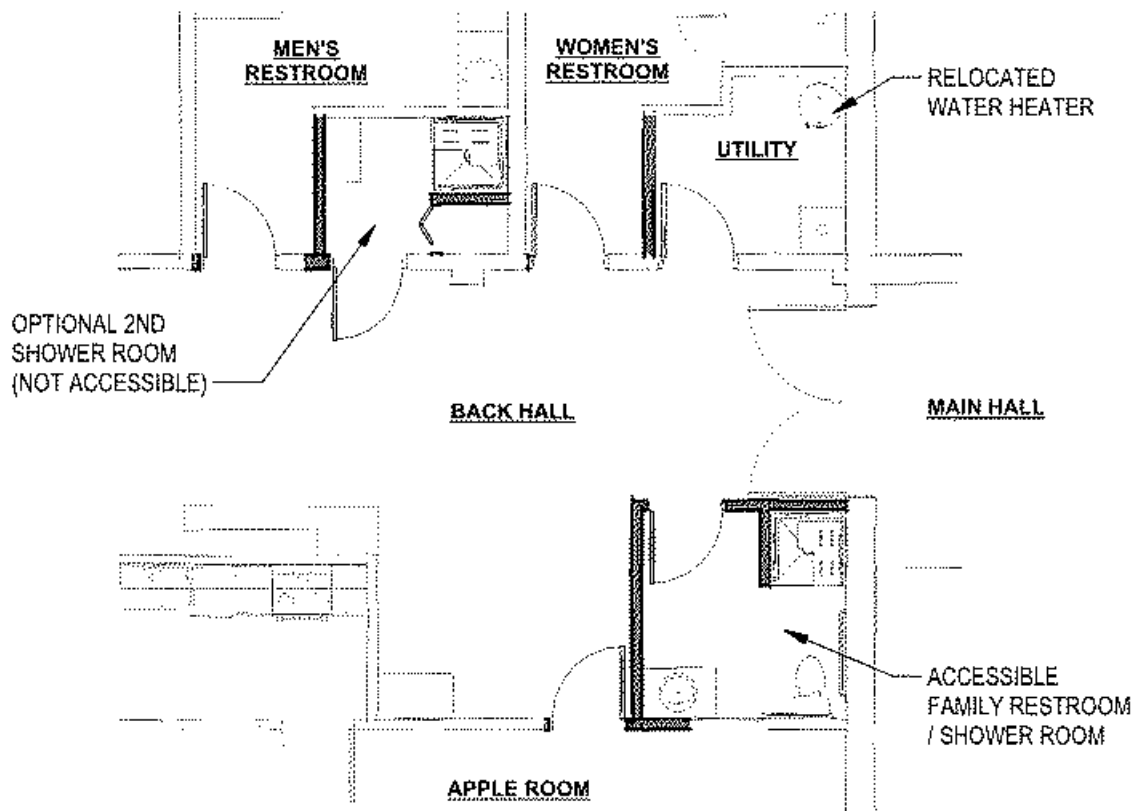 MEN'S
RESTROOM
WOMEN'S
RESTROOM
RELOCATED
WATER HEATER
UTILITY
OPTIONAL 2ND
SHOWER ROOM
(NOT ACCESSIBLE)
BACK HALL
MAIN HALL
ACCESSIBLE
FAMILY RESTROOM
/ SHOWER ROOM
APPLE ROOM